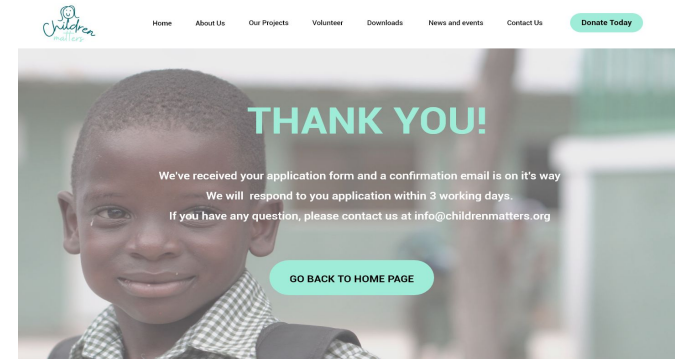 Children
matters
Home About Us Our Projects Volunteer Downloads News and events Contact Us Donate Today
THANK YOU!
We've received your application form and a confirmation email is on it's way
We will respond to you application within 3 working days.
If you have any question, please contact us at info@childrenmatters.org
GO BACK TO HOME PAGE